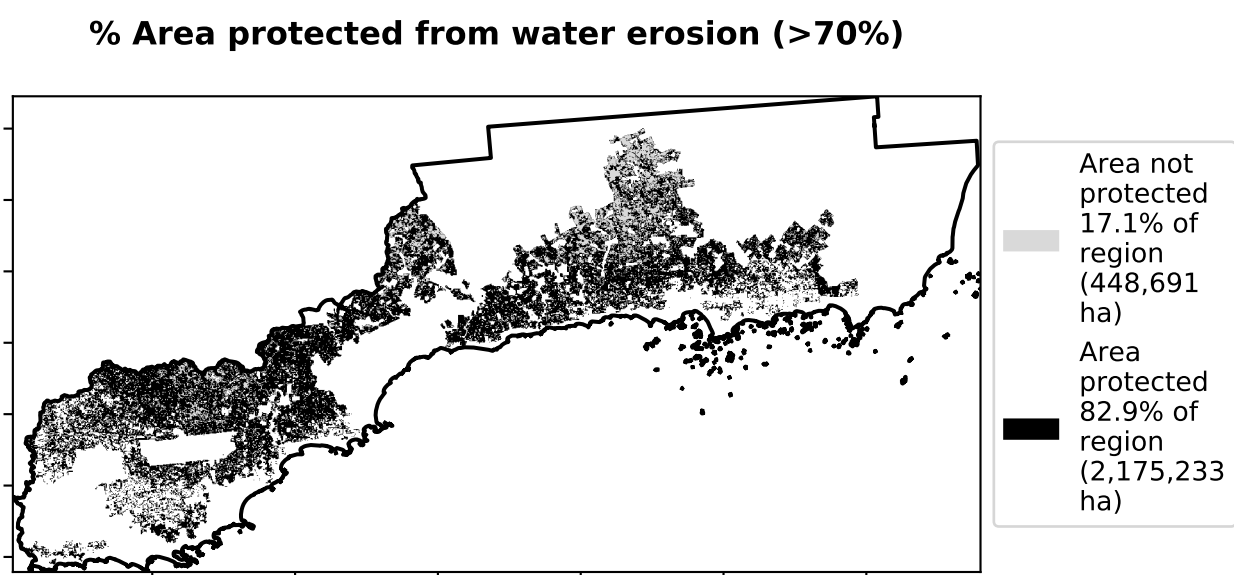 % Area protected from water erosion (>70%)
Area not
protected
17.1% of
region
(448,691
ha)
Area
protected
82.9% of
region
(2,175,233
ha)